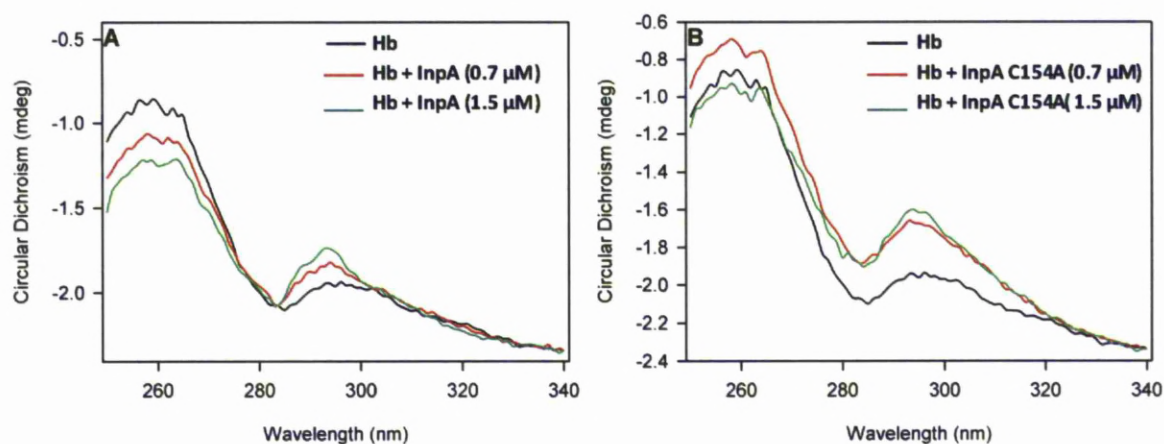 A
Hb
Hb + InpA (0.7 µM)
Hb + InpA (1.5 µM)
Circular Dichroism (mdeg)
-0.5
-1.0
-1.5
-2.0
260
280
300
320
340
Wavelength (nm)
B
Hb
Hb + InpA C154A (0.7 µM)
Hb + InpA C154A( 1.5 µM)
Circular Dichroism (mdeg)
-0.6
-0.8
-1.0
-1.2
-1.4
-1.6
-1.8
-2.0
-2.2
-2.4
260
280
300
320
340
Wavelength (nm)